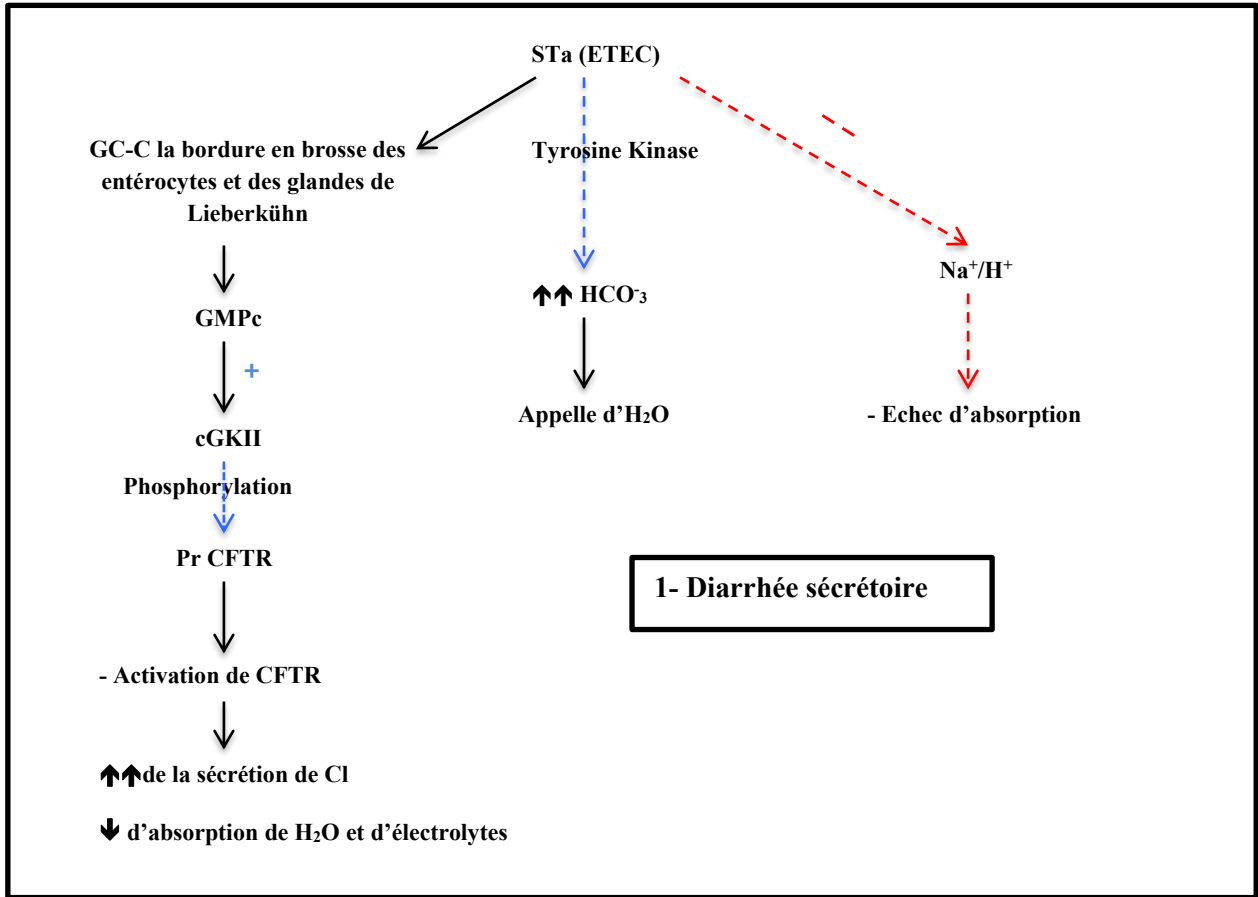 STa (ETEC)
GC-C la bordure en brosse des
entérocytes et des glandes de
Lieberkühn
Tyrosine Kinase
Na⁺/H⁺
↑↑ HCO⁻₃
GMPc
+
Appelle d’H₂O
- Echec d’absorption
cGKII
Phosphorylation
Pr CFTR
1- Diarrhée sécrétoire
- Activation de CFTR
↑↑de la sécrétion de Cl
↓ d’absorption de H₂O et d’électrolytes